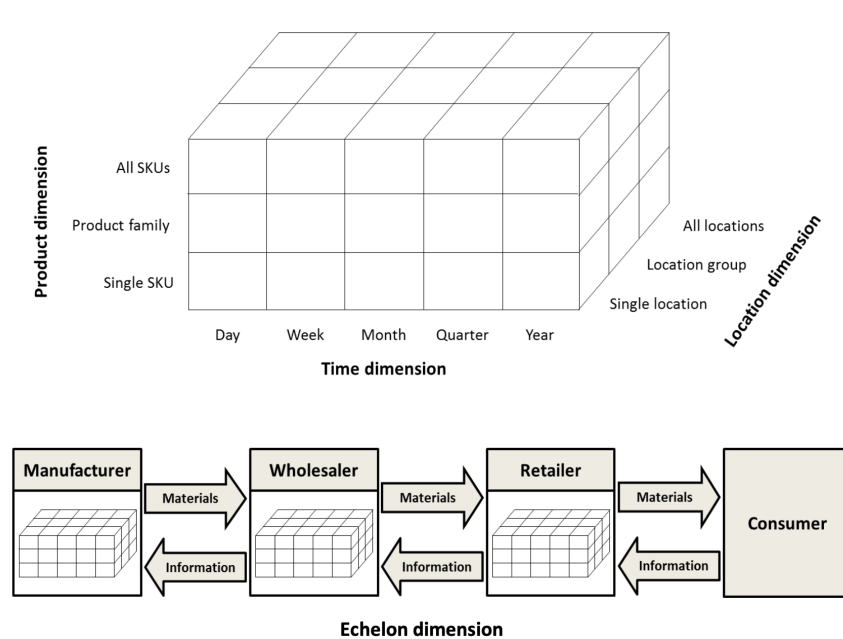 Product dimension
All SKUs
Product family
Single SKU
All locations
Location group
Single location
Location dimension
Day Week Month Quarter Year
Time dimension
Manufacturer Wholesaler Retailer
Materials Materials Materials
Consumer
Information Information Information
Echelon dimension